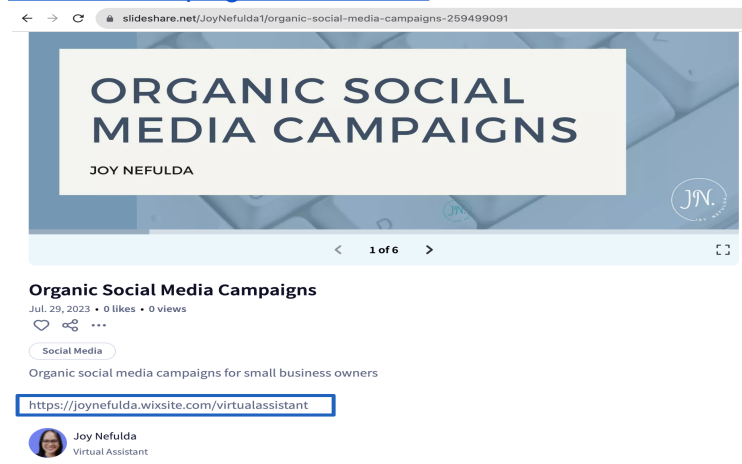 slideshare.net/JoyNefulda1/organic-social-media-campaigns-259499091
ORGANIC SOCIAL
MEDIA CAMPAIGNS
JOY NEFULDA
JN.
JN.
1 of 6
Organic Social Media Campaigns
Jul. 29, 2023 • 0 likes • 0 views
Social Media
Organic social media campaigns for small business owners
https://joynefulda.wixsite.com/virtualassistant
Joy Nefulda
Virtual Assistant